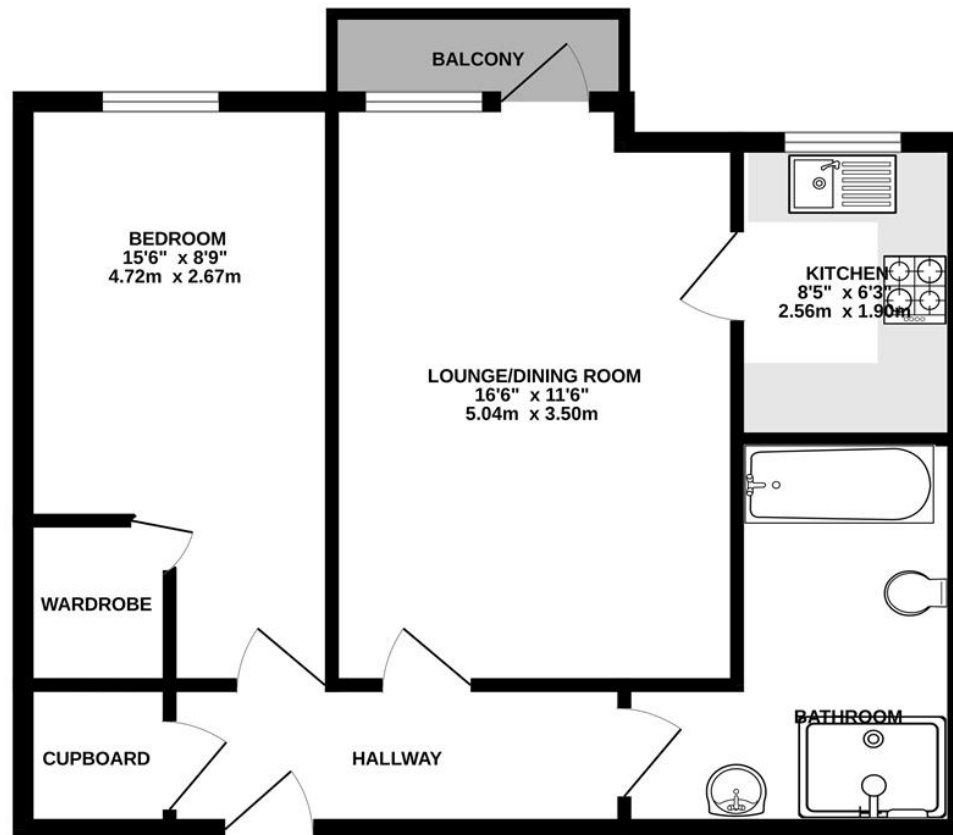 BALCONY
BEDROOM
15'6" x 8'9"
4.72m x 2.67m
KITCHEN
8'5" x 6'3"
2.56m x 1.90m
LOUNGE/DINING ROOM
16'6" x 11'6"
5.04m x 3.50m
WARDROBE
BATHROOM
CUPBOARD
HALLWAY